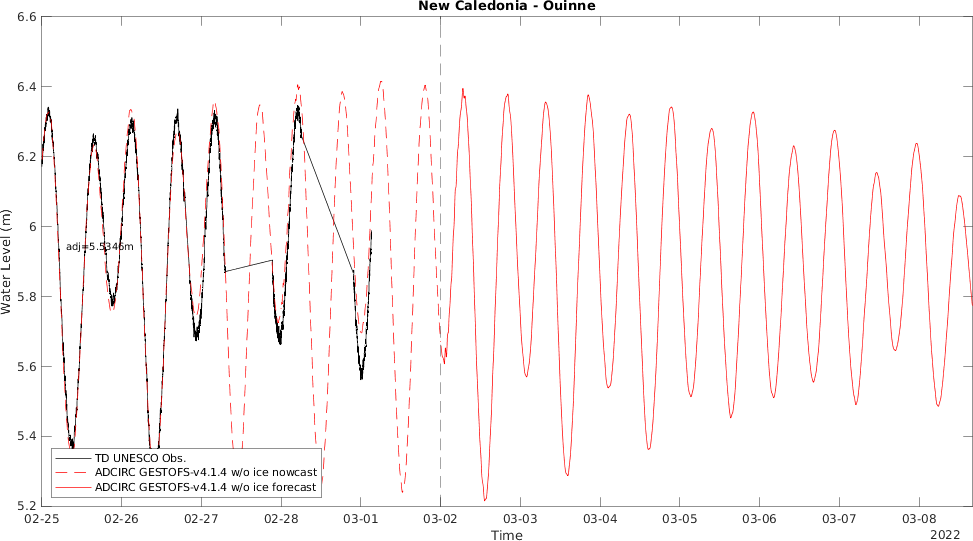 New Caledonia - Ouinne
6.6
6.4
6.2
6
5.8
5.6
5.4
5.2
Water Level (m)
adj=5.5346m
TD UNESCO Obs.
ADCIRC GESTOFS-v4.1.4 w/o ice nowcast
ADCIRC GESTOFS-v4.1.4 w/o ice forecast
02-25 02-26 02-27 02-28 03-01 03-02 03-03 03-04 03-05 03-06 03-07 03-08
Time
2022